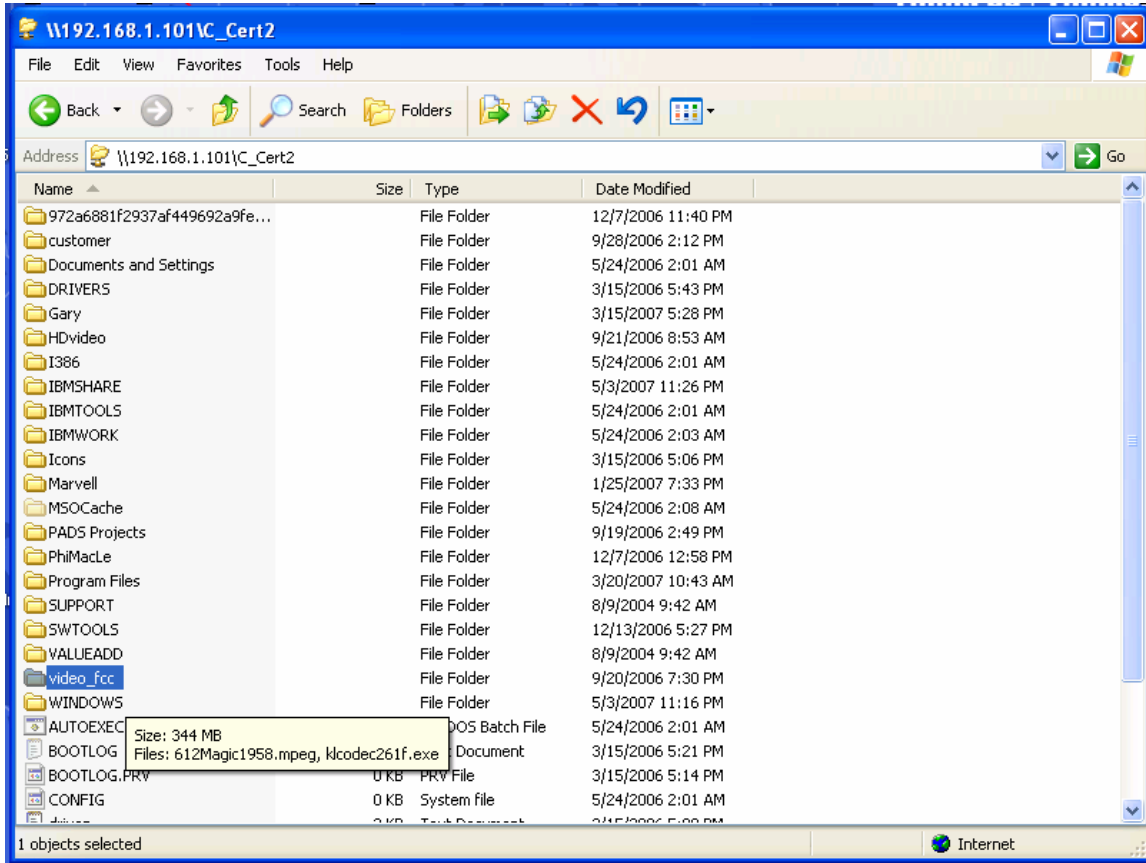 \\192.168.1.101\C_Cert2
File Edit View Favorites Tools Help
Back Search Folders
Address \\192.168.1.101\C_Cert2 Go
Name Size Type Date Modified
972a6881f2937af449692a9fe... File Folder 12/7/2006 11:40 PM
customer File Folder 9/28/2006 2:12 PM
Documents and Settings File Folder 5/24/2006 2:01 AM
DRIVERS File Folder 3/15/2006 5:43 PM
Gary File Folder 3/15/2007 5:28 PM
HDvideo File Folder 9/21/2006 8:53 AM
I386 File Folder 5/24/2006 2:01 AM
IBMSHARE File Folder 5/3/2007 11:26 PM
IBMTOOLS File Folder 5/24/2006 2:01 AM
IBMWORK File Folder 5/24/2006 2:03 AM
Icons File Folder 3/15/2006 5:06 PM
Marvell File Folder 1/25/2007 7:33 PM
MSOCache File Folder 5/24/2006 2:08 AM
PADS Projects File Folder 9/19/2006 2:49 PM
PhiMacLe File Folder 12/7/2006 12:58 PM
Program Files File Folder 3/20/2007 10:43 AM
SUPPORT File Folder 8/9/2004 9:42 AM
SWTOOLS File Folder 12/13/2006 5:27 PM
VALUEADD File Folder 8/9/2004 9:42 AM
video_fcc File Folder 9/20/2006 7:30 PM
WINDOWS File Folder 5/3/2007 11:16 PM
AUTOEXEC DOS Batch File 5/24/2006 2:01 AM
Size: 344 MB
BOOTLOG Document 3/15/2006 5:21 PM
Files: 612Magic1958.mpeg, klcodec261f.exe
BOOTLOG.PRV 0 KB PRV File 3/15/2006 5:14 PM
CONFIG 0 KB System file 5/24/2006 2:01 AM
1 objects selected Internet